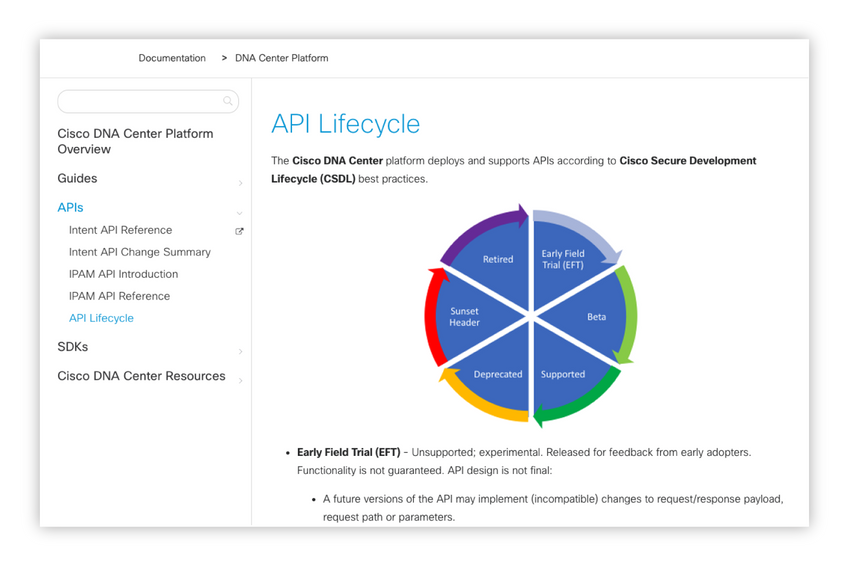 Documentation > DNA Center Platform
Cisco DNA Center Platform
Overview
Guides
APIs
Intent API Reference
Intent API Change Summary
IPAM API Introduction
IPAM API Reference
API Lifecycle
SDKs
Cisco DNA Center Resources
API Lifecycle
The Cisco DNA Center platform deploys and supports APIs according to Cisco Secure Development
Lifecycle (CSDL) best practices.
Early Field
Trial (EFT)
Beta
Supported
Deprecated
Sunset
Header
Retired
• Early Field Trial (EFT) - Unsupported; experimental. Released for feedback from early adopters.
Functionality is not guaranteed. API design is not final:
• A future versions of the API may implement (incompatible) changes to request/response payload,
request path or parameters.